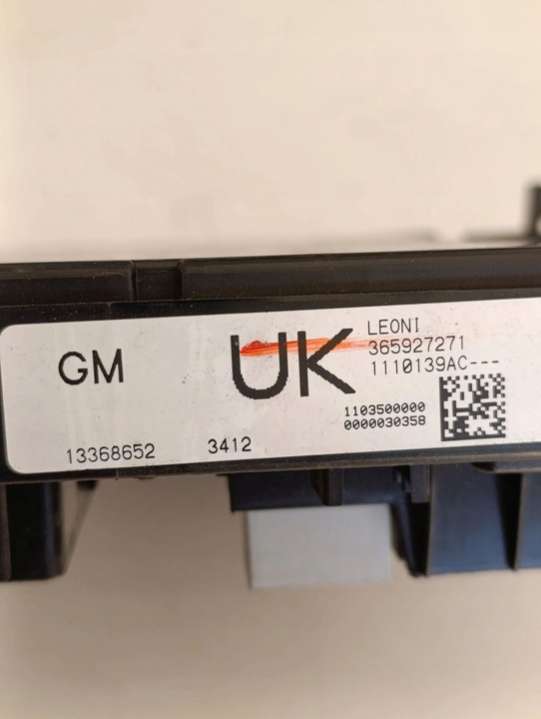 GM
UK
LEONI
365927271
1110139AC---
1103500000
0000030358
13368652
3412